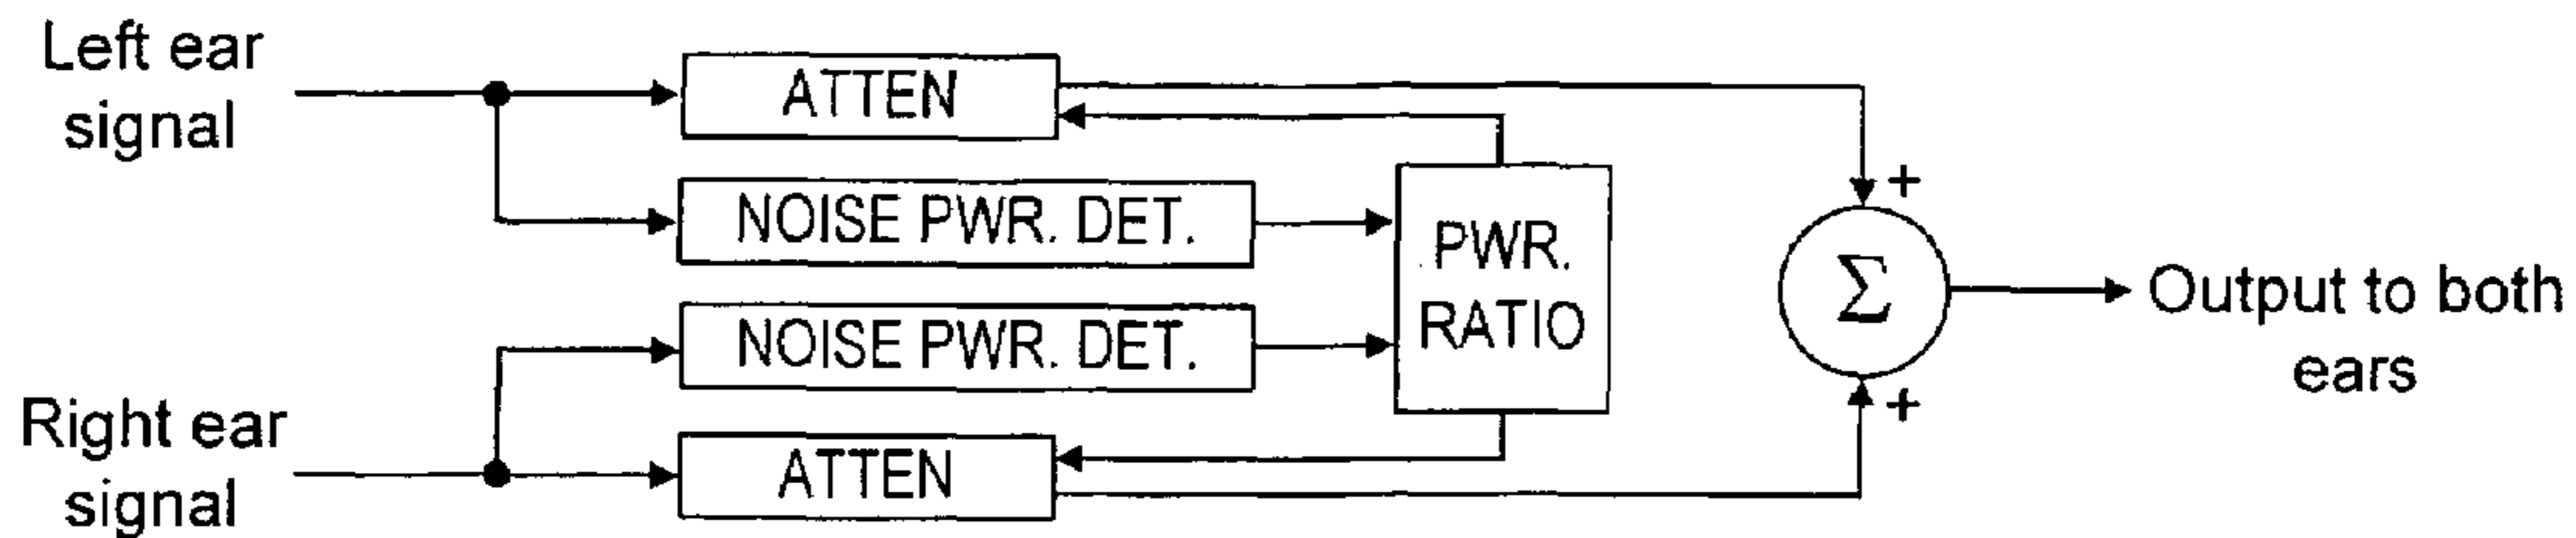 Left ear
signal
ATTEN
NOISE PWR. DET.
PWR.
RATIO
NOISE PWR. DET.
ATTEN
Right ear
signal
+
Σ
+
Output to both
ears